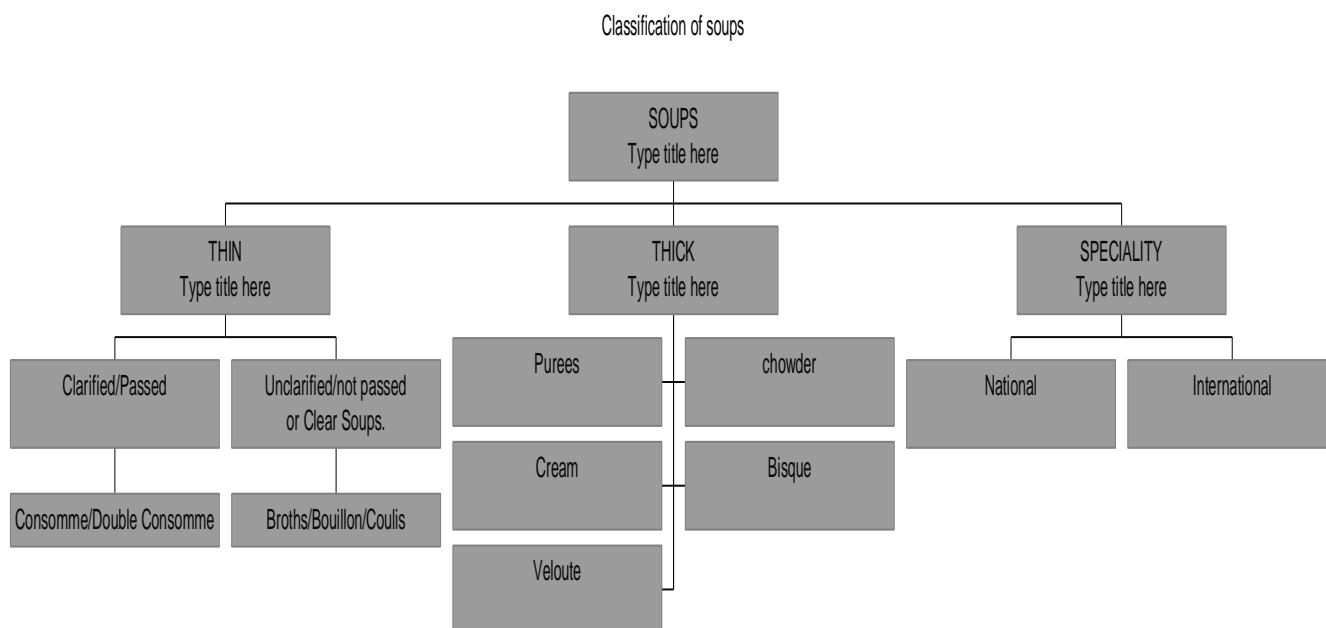 Classification of soups
SOUPS
Type title here
THIN
Type title here
THICK
Type title here
SPECIALITY
Type title here
Clarified/Passed
Unclarified/not passed
or Clear Soups.
Purees
chowder
National
International
Cream
Bisque
Consomme/Double Consomme
Broths/Bouillon/Coulis
Veloute